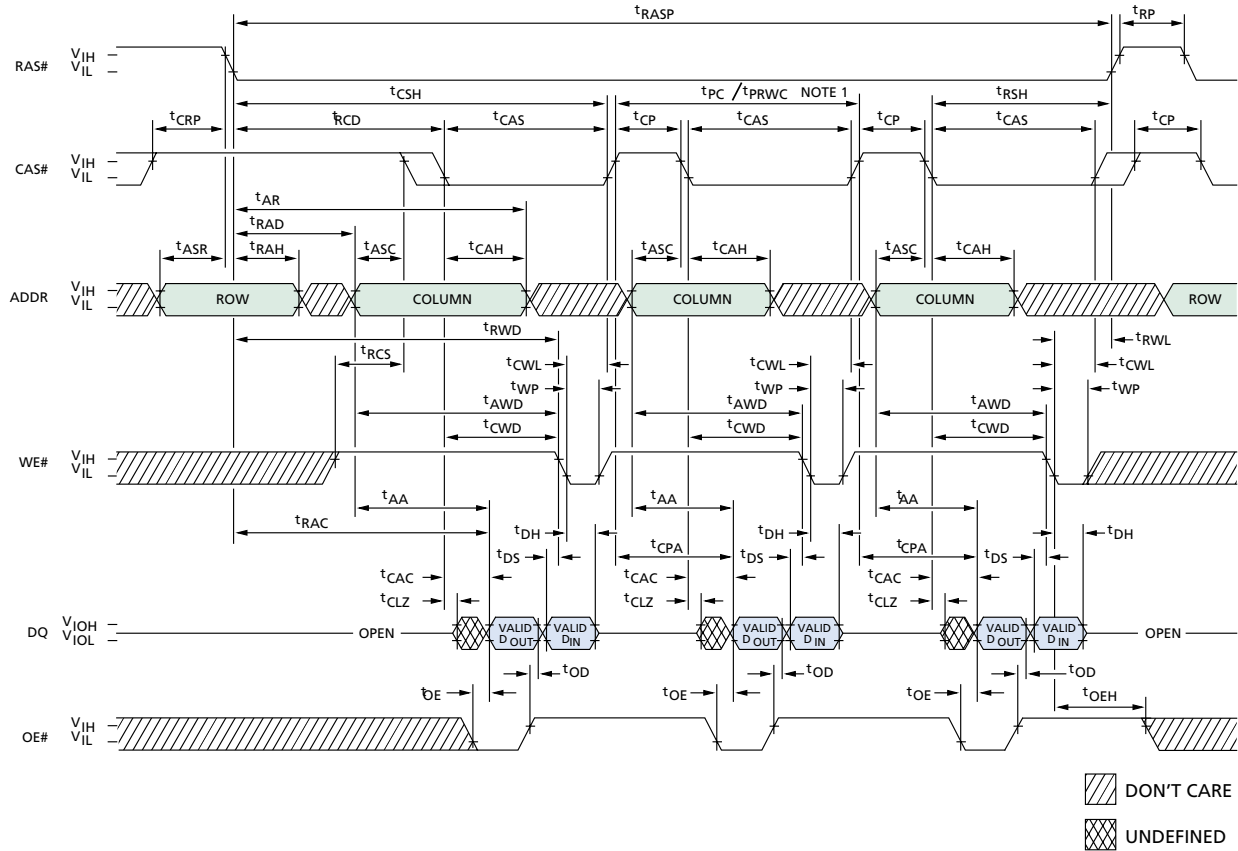 tRASP tRP
RAS# VIH
VIL
tCSH tPC / tPRWC NOTE 1 tRSH
tCRP tRCD tCAS tCP tCAS tCP tCAS tCP
CAS# VIH
VIL
tAR
tRAD
tASR tRAH tASC tCAH tASC tCAH tASC tCAH
ADDR VIH
VIL
ROW COLUMN COLUMN COLUMN ROW
tRWD tRWL
tRCS tCWL tCWL tCWL
tWP tWP tWP
tAWD tAWD tAWD
tCWD tCWD tCWD
WE# VIH
VIL
tAA tAA tAA
tRAC tDH tDH tDH
tDS tCPA tDS tCPA tDS
tCAC tCAC tCAC
tCLZ tCLZ tCLZ
DQ VIOH
VIOL
OPEN VALID DOUT VALID DIN VALID DOUT VALID DIN VALID DOUT VALID DIN OPEN
tOD tOD tOD
tOE tOE tOE tOEH
OE# VIH
VIL
DON'T CARE
UNDEFINED